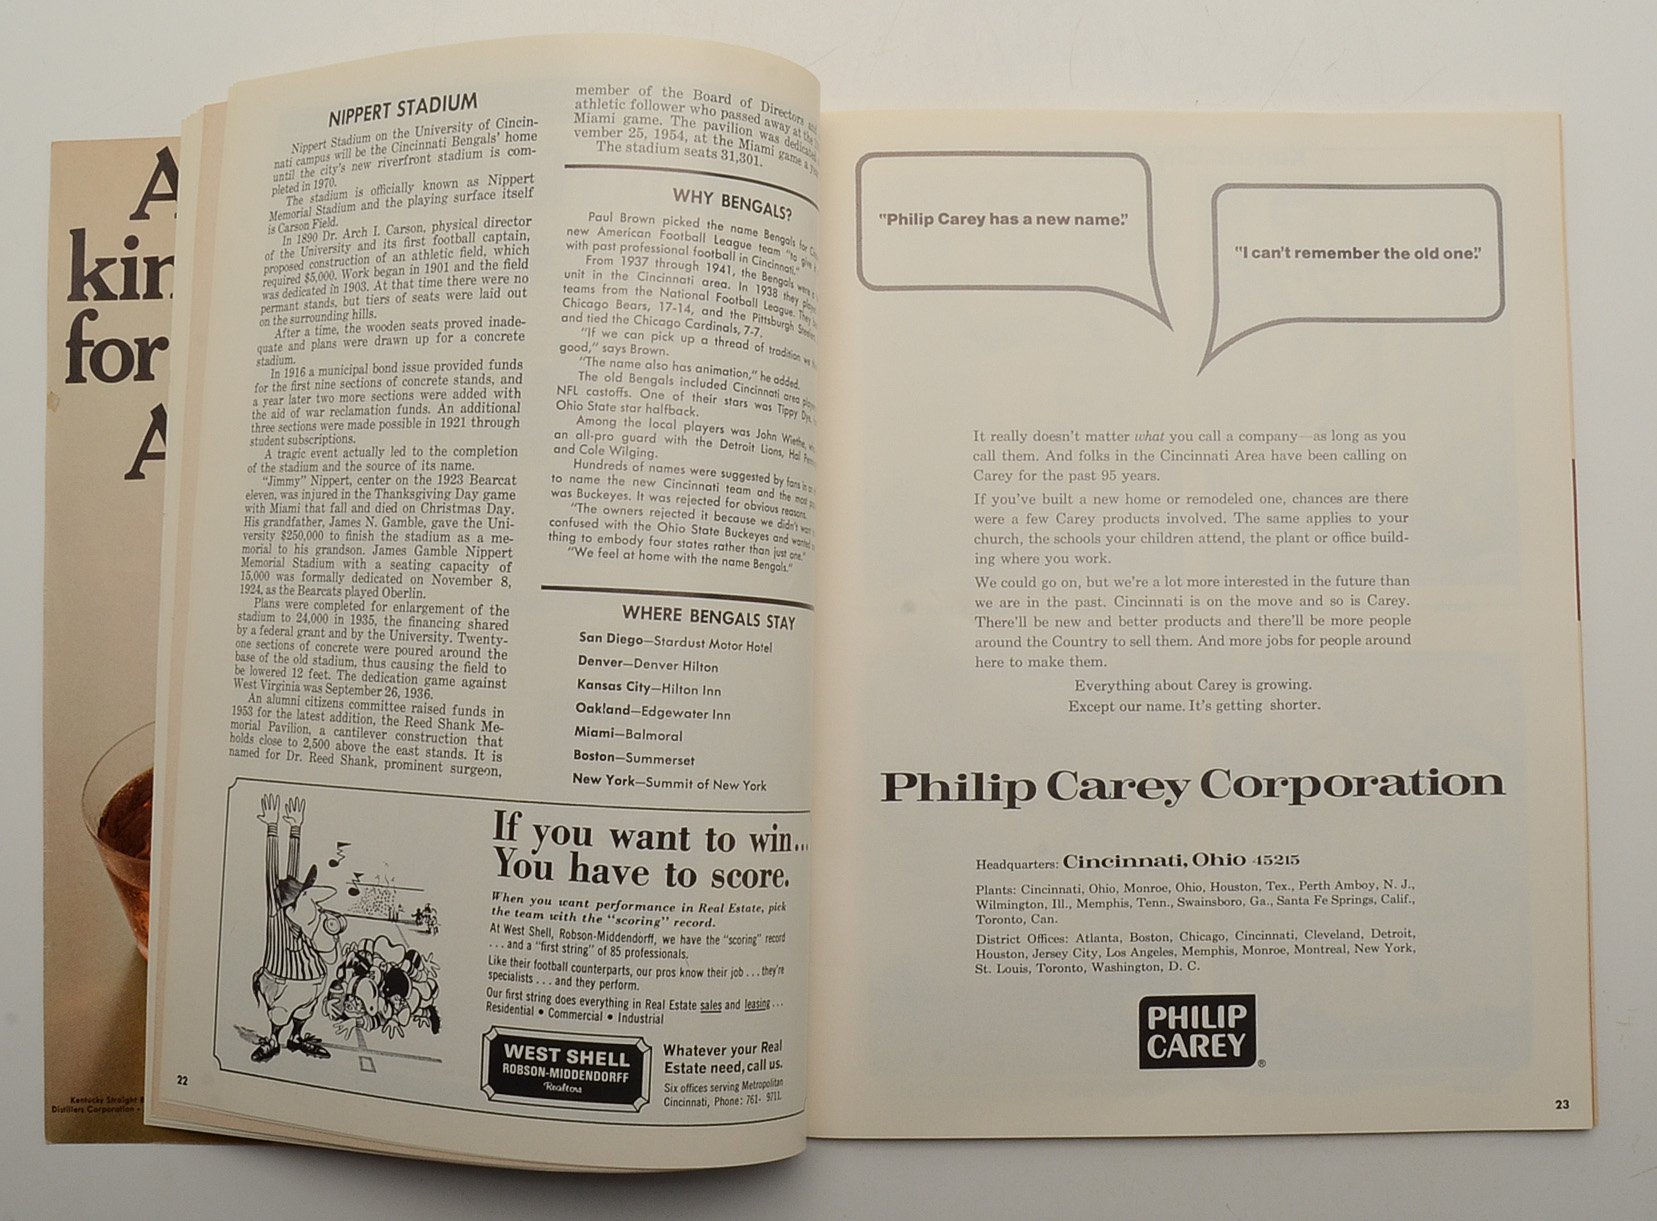 A
kin
for
A
Kentucky Straight
Distillers Corporation
NIPPERT STADIUM
Nippert Stadium on the University of Cincin-
nati campus will be the Cincinnati Bengals' home
until the city's new riverfront stadium is com-
pleted in 1970.
The stadium is officially known as Nippert
Memorial Stadium and the playing surface itself
is Carson Field.
In 1890 Dr. Arch I. Carson, physical director
of the University and its first football captain,
proposed construction of an athletic field, which
required $5,000. Work began in 1901 and the field
was dedicated in 1903. At that time there were no
permant stands, but tiers of seats were laid out
on the surrounding hills.
After a time, the wooden seats proved inade-
quate and plans were drawn up for a concrete
stadium.
In 1916 a municipal bond issue provided funds
for the first nine sections of concrete stands, and
a year later two more sections were added with
the aid of war reclamation funds. An additional
three sections were made possible in 1921 through
student subscriptions.
A tragic event actually led to the completion
of the stadium and the source of its name.
"Jimmy" Nippert, center on the 1923 Bearcat
eleven, was injured in the Thanksgiving Day game
with Miami that fall and died on Christmas Day.
His grandfather, James N. Gamble, gave the Uni-
versity $250,000 to finish the stadium as a me-
morial to his grandson. James Gamble Nippert
Memorial Stadium with a seating capacity of
15,000 was formally dedicated on November 8,
1924, as the Bearcats played Oberlin.
Plans were completed for enlargement of the
stadium to 24,000 in 1935, the financing shared
by a federal grant and by the University. Twenty-
one sections of concrete were poured around the
base of the old stadium, thus causing the field to
be lowered 12 feet. The dedication game against
West Virginia was September 26, 1936.
An alumni citizens committee raised funds in
1953 for the latest addition, the Reed Shank Me-
morial Pavilion, a cantilever construction that
holds close to 2,500 above the east stands. It is
named for Dr. Reed Shank, prominent surgeon,
member of the Board of Directors and
athletic follower who passed away at the
Miami game. The pavilion was dedicated
vember 25, 1954, at the Miami game a
The stadium seats 31,301.
WHY BENGALS?
Paul Brown picked the name Bengals for
new American Football League team "to give
with past professional football in Cincinnati."
From 1937 through 1941, the Bengals were a
unit in the Cincinnati area. In 1938 they played
teams from the National Football League. They
Chicago Bears, 17-14, and the Pittsburgh
and tied the Chicago Cardinals, 7-7.
"If we can pick up a thread of tradition we
good," says Brown.
"The name also has animation," he added.
The old Bengals included Cincinnati area
NFL castoffs. One of their stars was Tippy Dye,
Ohio State star halfback.
Among the local players was John Wiethe,
an all-pro guard with the Detroit Lions, Hal
and Cole Wilging.
Hundreds of names were suggested by fans in
to name the new Cincinnati team and the most
was Buckeyes. It was rejected for obvious reasons.
"The owners rejected it because we didn't want
confused with the Ohio State Buckeyes and wanted
thing to embody four states rather than just one."
"We feel at home with the name Bengals."
WHERE BENGALS STAY
San Diego—Stardust Motor Hotel
Denver—Denver Hilton
Kansas City—Hilton Inn
Oakland—Edgewater Inn
Miami—Balmoral
Boston—Summerset
New York—Summit of New York
If you want to win...
You have to score.
When you want performance in Real Estate, pick
the team with the "scoring" record.
At West Shell, Robson-Middendorff, we have the "scoring" record
...and a "first string" of 85 professionals.
Like their football counterparts, our pros know their job...they're
specialists...and they perform.
Our first string does everything in Real Estate sales and leasing...
Residential • Commercial • Industrial
WEST SHELL
ROBSON-MIDDENDORFF
Realtors
Whatever your Real
Estate need, call us.
Six offices serving Metropolitan
Cincinnati, Phone: 761- 9711.
22
"Philip Carey has a new name."
"I can't remember the old one."
It really doesn't matter what you call a company—as long as you
call them. And folks in the Cincinnati Area have been calling on
Carey for the past 95 years.
If you've built a new home or remodeled one, chances are there
were a few Carey products involved. The same applies to your
church, the schools your children attend, the plant or office build-
ing where you work.
We could go on, but we're a lot more interested in the future than
we are in the past. Cincinnati is on the move and so is Carey.
There'll be new and better products and there'll be more people
around the Country to sell them. And more jobs for people around
here to make them.
Everything about Carey is growing.
Except our name. It's getting shorter.
Philip Carey Corporation
Headquarters: Cincinnati, Ohio 45215
Plants: Cincinnati, Ohio, Monroe, Ohio, Houston, Tex., Perth Amboy, N. J.,
Wilmington, Ill., Memphis, Tenn., Swainsboro, Ga., Santa Fe Springs, Calif.,
Toronto, Can.
District Offices: Atlanta, Boston, Chicago, Cincinnati, Cleveland, Detroit,
Houston, Jersey City, Los Angeles, Memphis, Monroe, Montreal, New York,
St. Louis, Toronto, Washington, D. C.
PHILIP
CAREY®
23